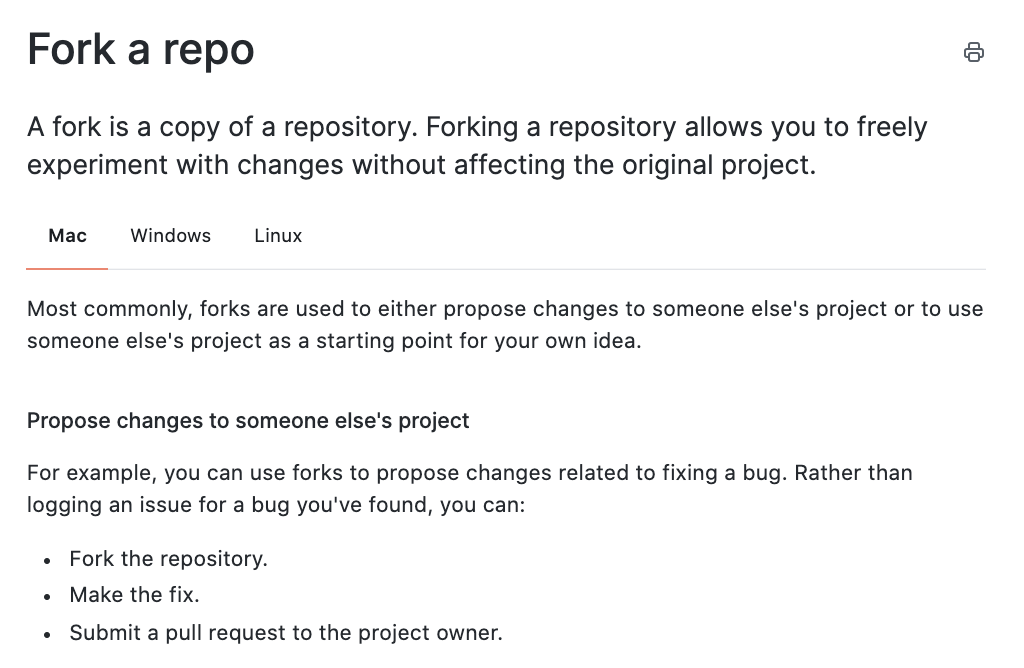 Fork a repo
A fork is a copy of a repository. Forking a repository allows you to freely
experiment with changes without affecting the original project.
Mac Windows Linux
Most commonly, forks are used to either propose changes to someone else's project or to use
someone else's project as a starting point for your own idea.
Propose changes to someone else's project
For example, you can use forks to propose changes related to fixing a bug. Rather than
logging an issue for a bug you've found, you can:
• Fork the repository.
• Make the fix.
• Submit a pull request to the project owner.